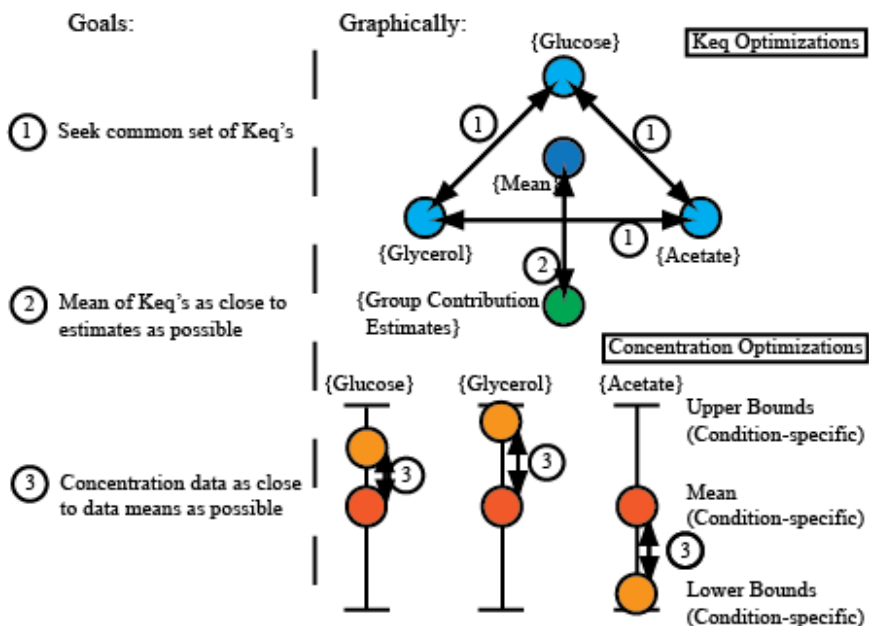 Goals:
Graphically:
{Glucose}
Keq Optimizations
1 Seek common set of Keq's
1
1
{Mean}
{Glycerol}
1
{Acetate}
2
2 Mean of Keq's as close to
estimates as possible
{Group Contribution
Estimates}
Concentration Optimizations
{Glucose}
{Glycerol}
{Acetate}
Upper Bounds
(Condition-specific)
3 Concentration data as close
to data means as possible
3
3
Mean
(Condition-specific)
3
Lower Bounds
(Condition-specific)